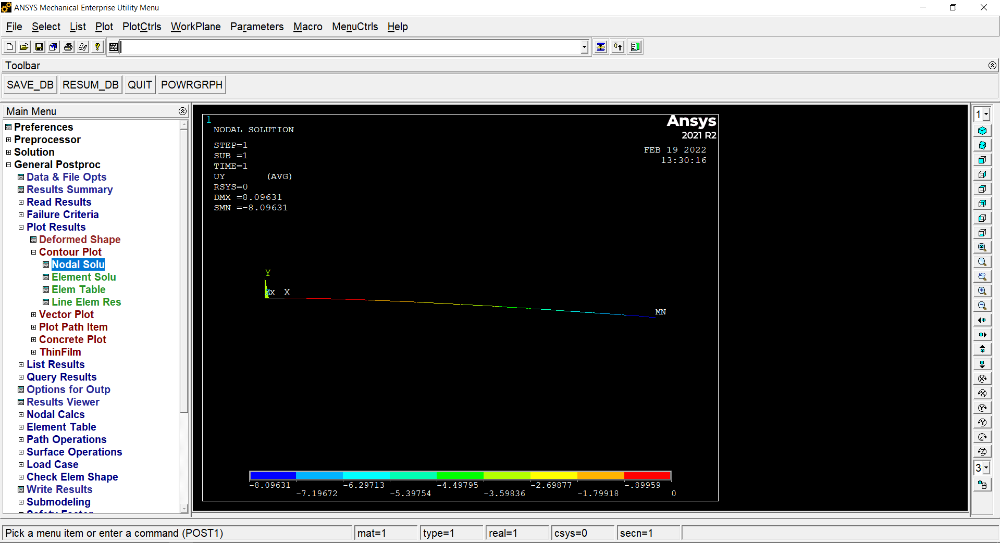 ANSYS Mechanical Enterprise Utility Menu
File Select List Plot PlotCtrls WorkPlane Parameters Macro MenuCtrls Help
Toolbar
SAVE_DB RESUM_DB QUIT POWRGRPH
Main Menu
Preferences
Preprocessor
Solution
General Postproc
Data & File Opts
Results Summary
Read Results
Failure Criteria
Plot Results
Deformed Shape
Contour Plot
Nodal Solu
Element Solu
Elem Table
Line Elem Res
Vector Plot
Plot Path Item
Concrete Plot
ThinFilm
List Results
Query Results
Options for Outp
Results Viewer
Nodal Calcs
Element Table
Path Operations
Surface Operations
Load Case
Check Elem Shape
Write Results
Submodeling
1
NODAL SOLUTION
STEP=1
SUB =1
TIME=1
UY (AVG)
RSYS=0
DMX =8.09631
SMN =-8.09631
Ansys
2021 R2
FEB 19 2022
13:30:16
Y
X
MN
-8.09631 -6.29713 -4.49795 -2.69877 -.89959
-7.19672 -5.39754 -3.59836 -1.79918 0
1
3
Pick a menu item or enter a command (POST1) mat=1 type=1 real=1 csys=0 secn=1